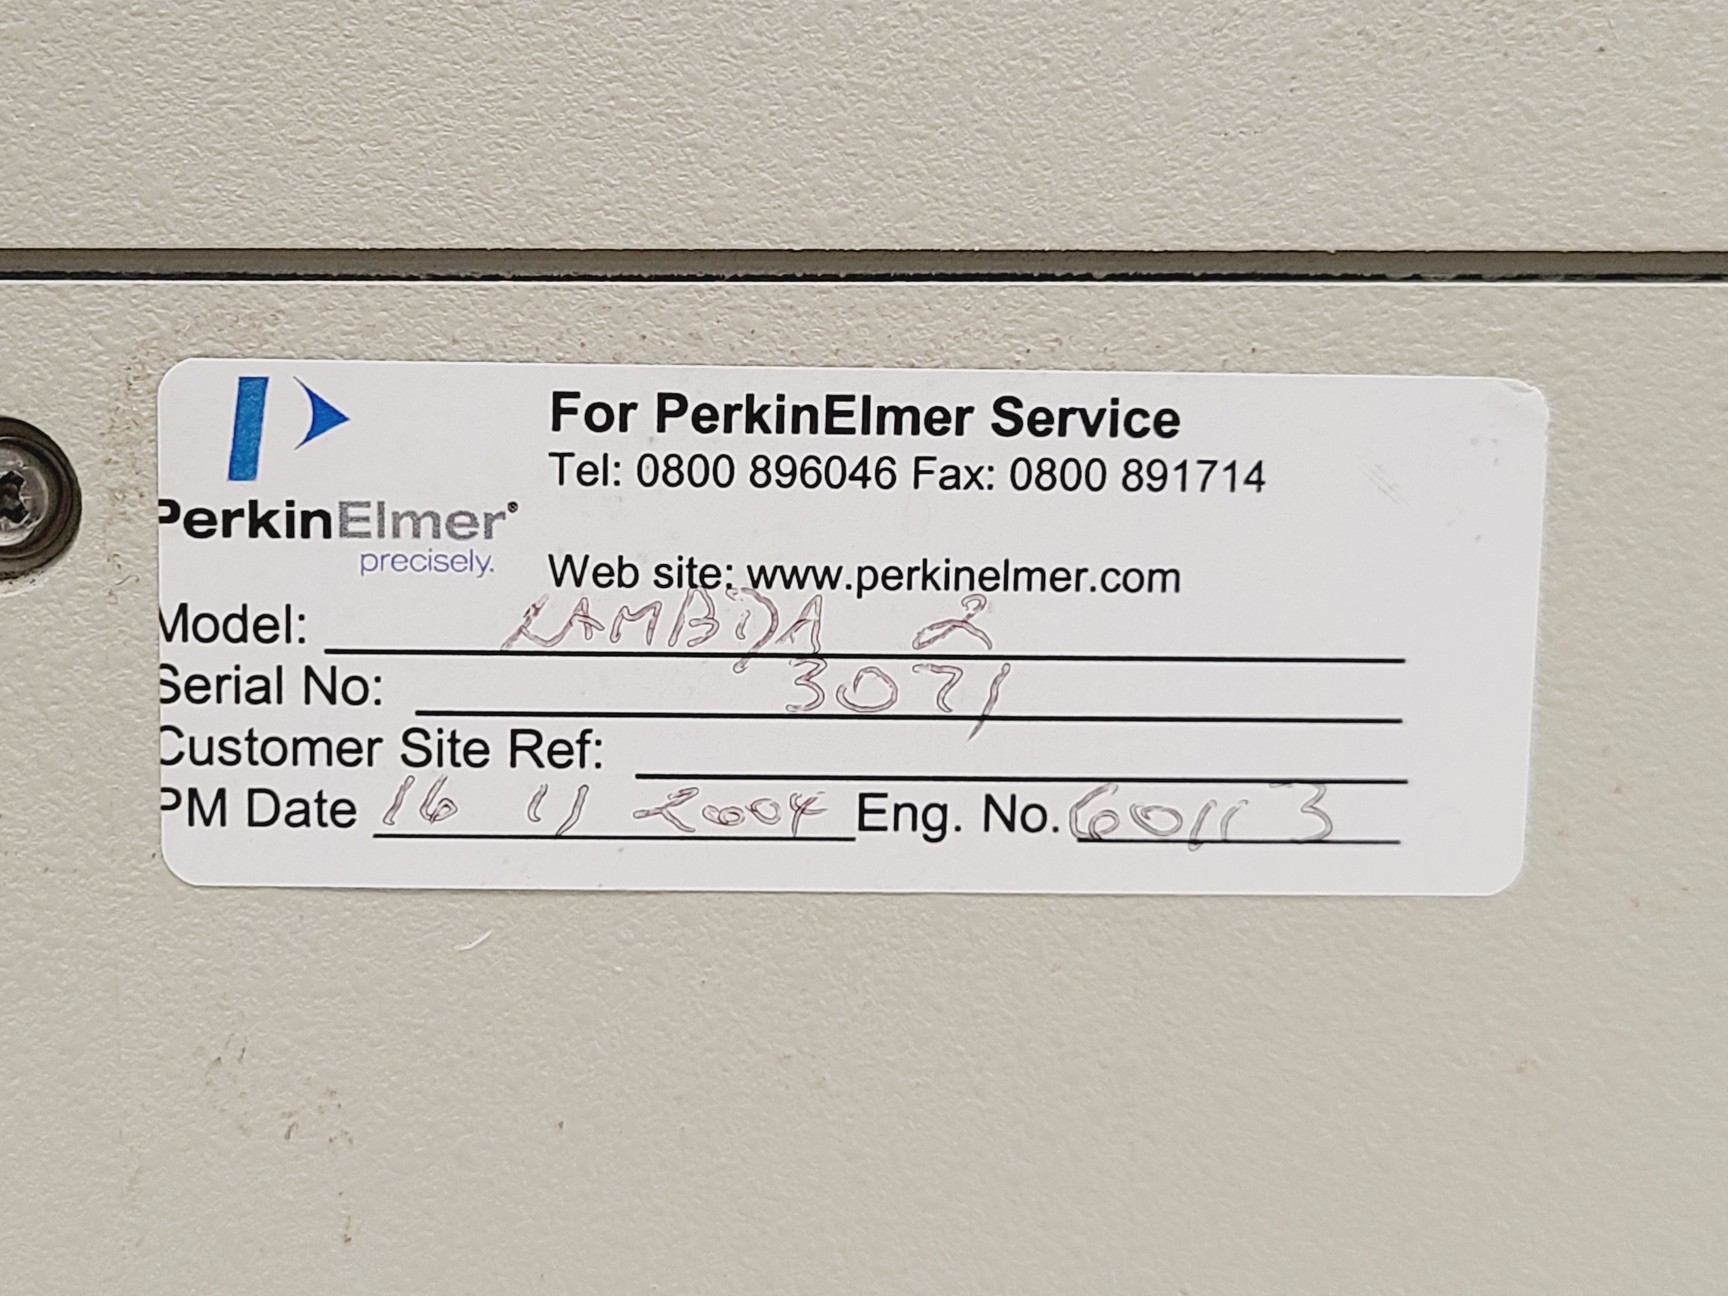 For PerkinElmer Service
Tel: 0800 896046 Fax: 0800 891714
PerkinElmer®
precisely.
Web site: www.perkinelmer.com
Model: LAMBDA 2
Serial No: 3071
Customer Site Ref:
PM Date 16 11 2004 Eng. No. 60113